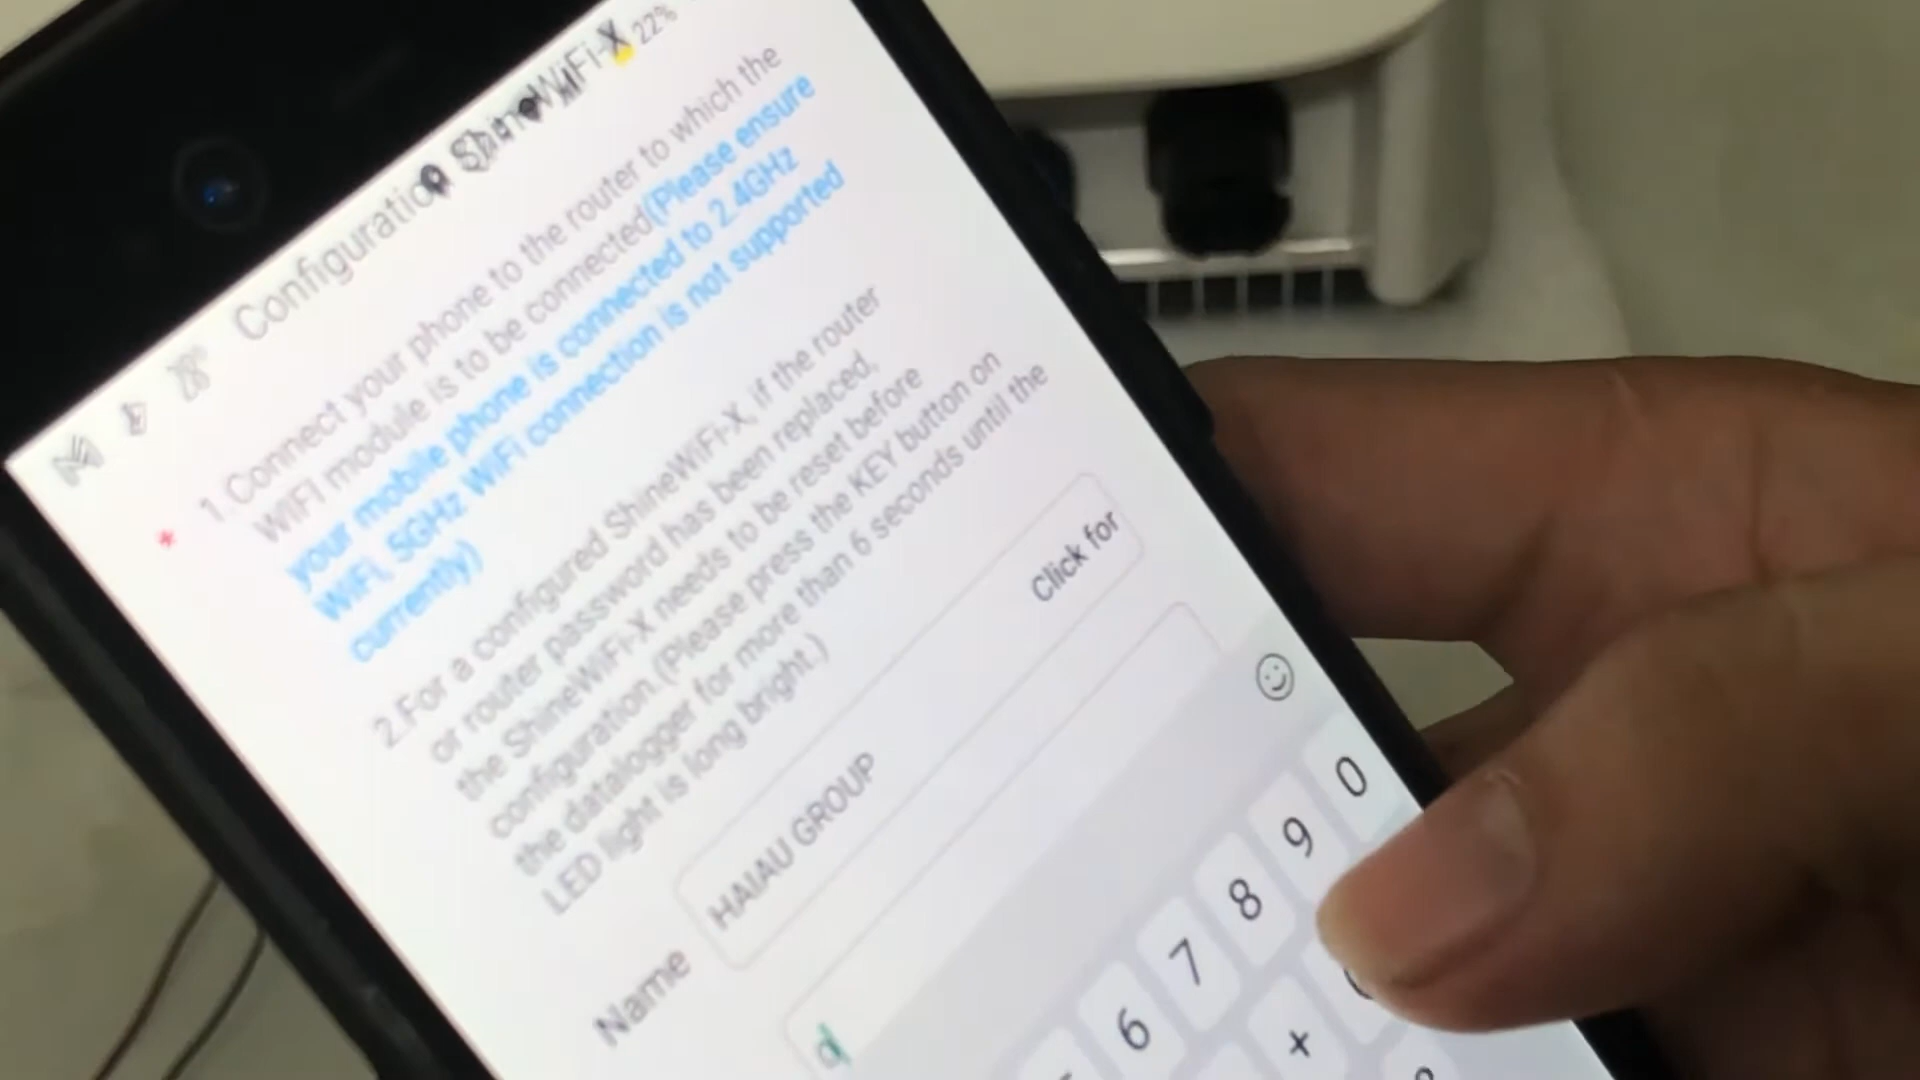 22%
28°
Configuration ShineWiFi-X
* 1.Connect your phone to the router to which the
WIFI module is to be connected(Please ensure
your mobile phone is connected to 2.4GHz
WiFi, 5GHz WiFi connection is not supported
currently)
2.For a configured ShineWiFi-X, if the router
or router password has been replaced,
the ShineWiFi-X needs to be reset before
configuration.(Please press the KEY button on
the datalogger for more than 6 seconds until the
LED light is long bright.)
Name HAIAU GROUP Click for
d
6 7 8 9 0
+